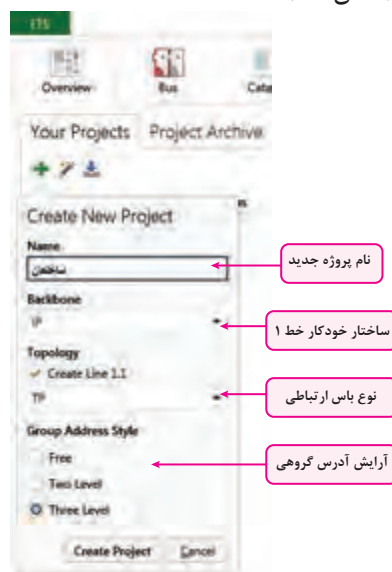 ETS
Overview Bus Cata
Your Projects Project Archive
Create New Project
Name
ساختمان
نام پروژه جدید
Backbone
IP
ساختار خودکار خط ۱
Topology
Create Line 1.1
TP
نوع باس ارتباطی
Group Address Style
Free
آرایش آدرس گروهی
Two Level
Three Level
Create Project Cancel